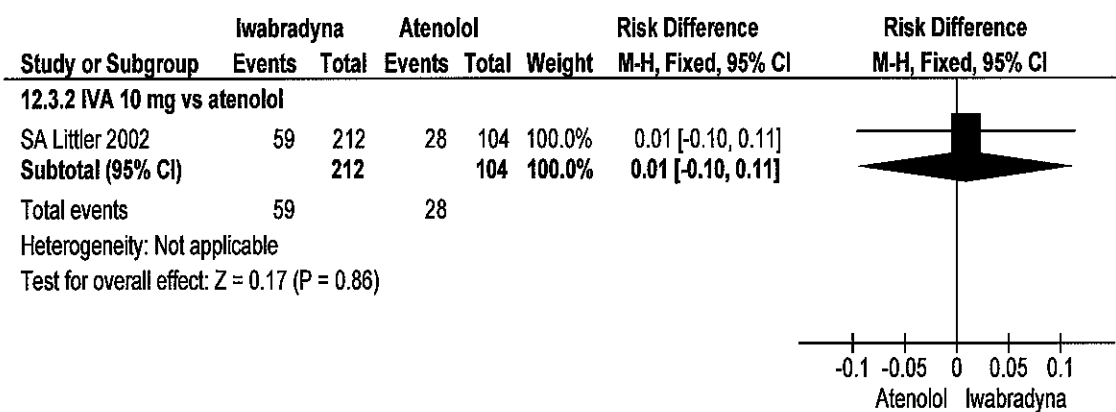 Iwabradyna Atenolol Risk Difference Risk Difference
Study or Subgroup Events Total Events Total Weight M-H, Fixed, 95% CI M-H, Fixed, 95% CI
12.3.2 IVA 10 mg vs atenolol
SA Littler 2002 59 212 28 104 100.0% 0.01 [-0.10, 0.11]
Subtotal (95% CI) 212 104 100.0% 0.01 [-0.10, 0.11]
Total events 59 28
Heterogeneity: Not applicable
Test for overall effect: Z = 0.17 (P = 0.86)
-0.1 -0.05 0 0.05 0.1
Atenolol Iwabradyna